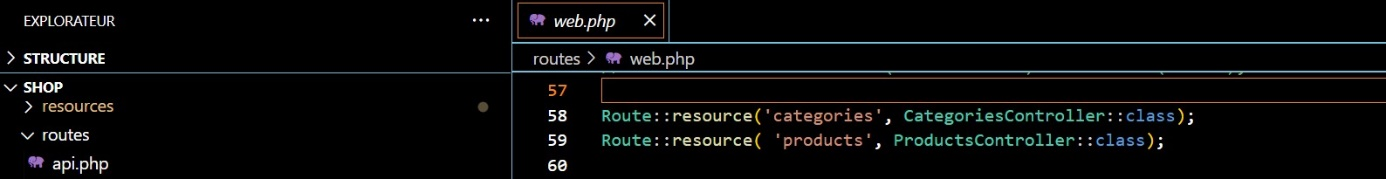 EXPLORATEUR ...
STRUCTURE
SHOP
resources
routes
api.php
web.php
routes > web.php
57
58 Route::resource('categories', CategoriesController::class);
59 Route::resource( 'products', ProductsController::class);
60